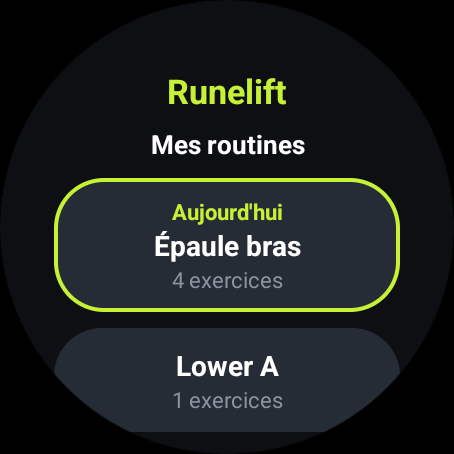 Runelift
Mes routines
Aujourd'hui
Épaule bras
4 exercices
Lower A
1 exercices